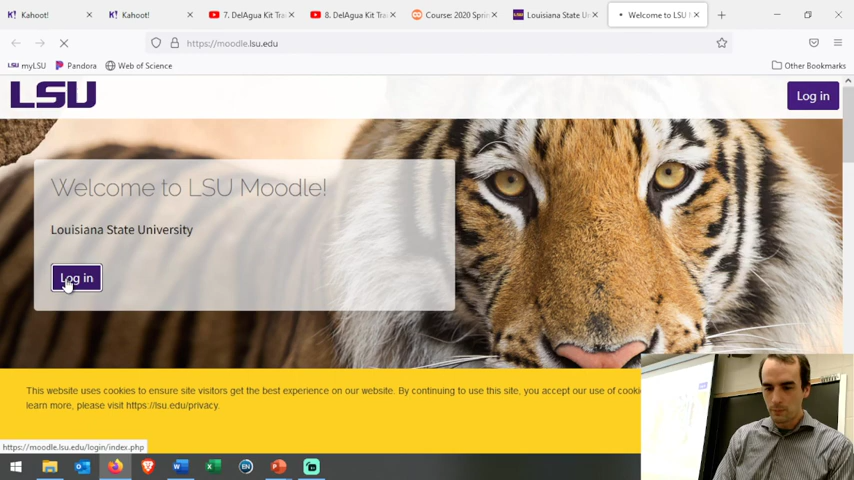 Kahoot!
Kahoot!
7. DelAgua Kit Tra
8. DelAgua Kit Tra
Course: 2020 Sprin
Louisiana State U
Welcome to LSU M
https://moodle.lsu.edu
LSU myLSU
Pandora
Web of Science
Other Bookmarks
LSU
Log in
Welcome to LSU Moodle!
Louisiana State University
Log in
This website uses cookies to ensure site visitors get the best experience on our website. By continuing to use this site, you accept our use of cooki
learn more, please visit https://lsu.edu/privacy.
https://moodle.lsu.edu/login/index.php